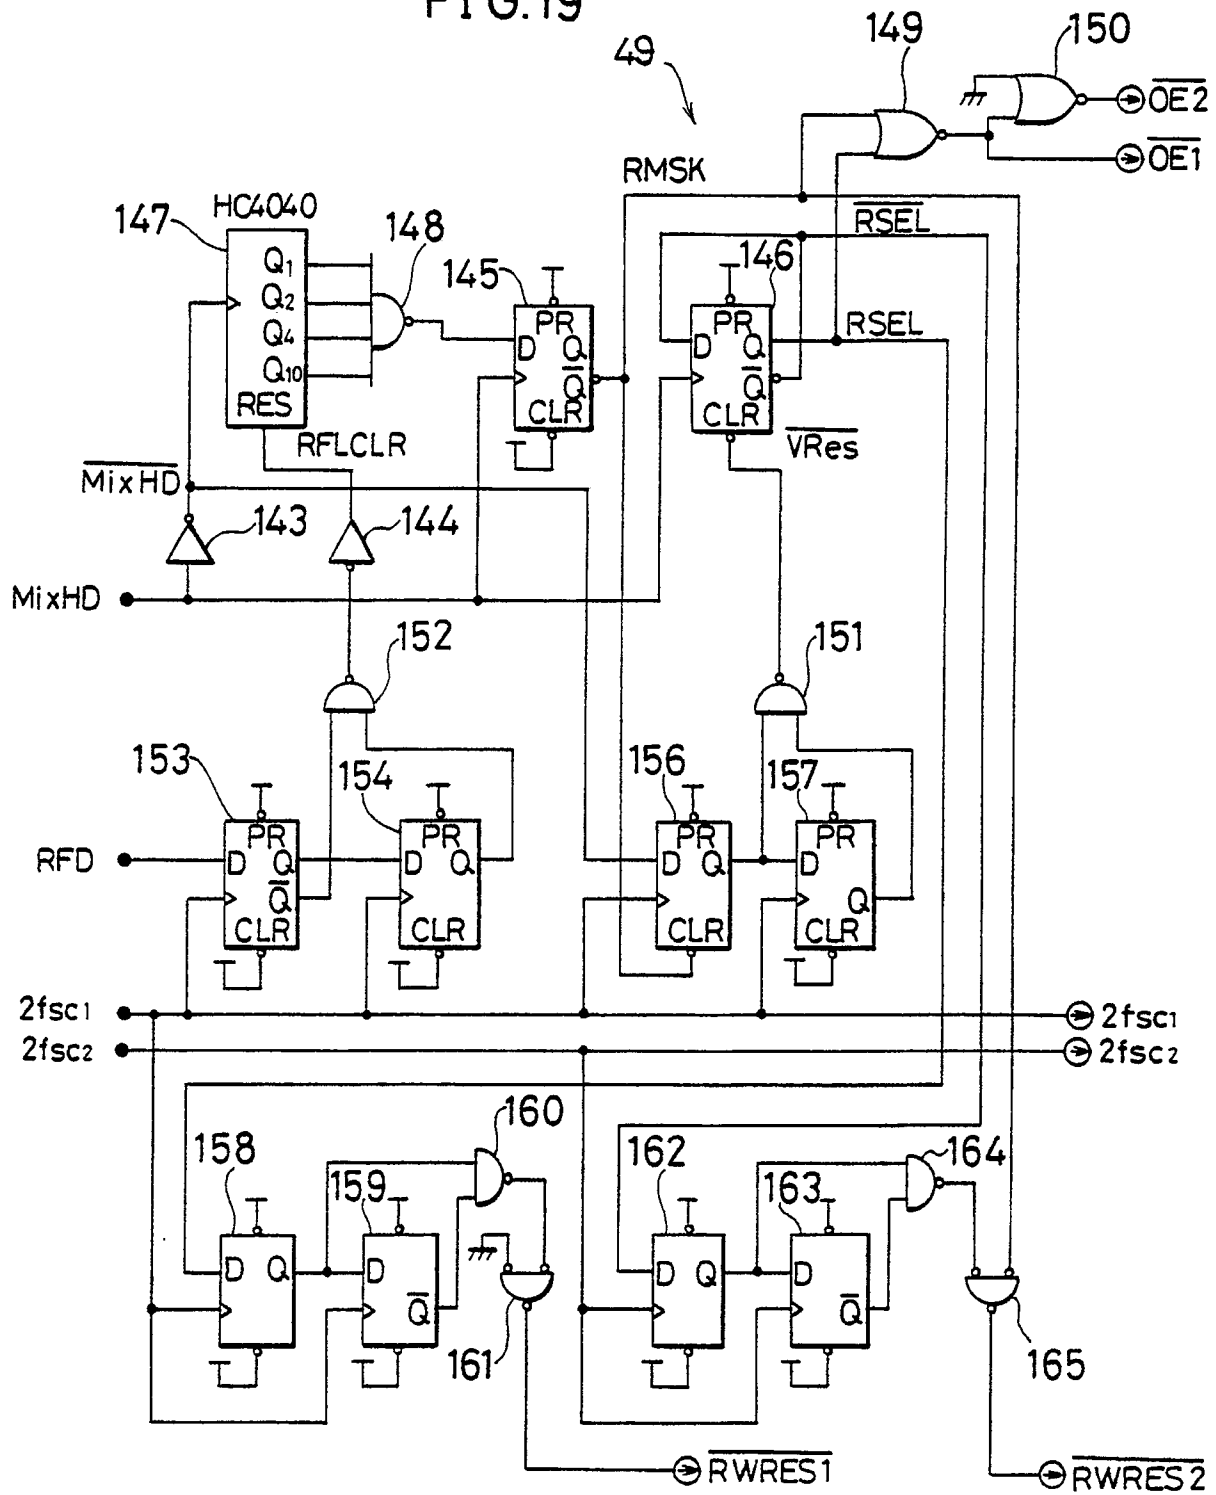 FIG.19
149
150
49
OE2
OE1
RMSK
HC4040
RSEL
147
148
146
Q1
145
Q2
PR
PR
RSEL
Q4
D Q
D Q
Q10
Q
Q
RES
CLR
CLR
RFLCLR
VRes
MixHD
143
144
MixHD
152
151
153
154
156
157
PR
PR
PR
PR
RFD
D Q
D Q
D Q
D
Q
Q
CLR
CLR
CLR
CLR
2fsc1
2fsc1
2fsc2
2fsc2
160
158
159
162
163
164
D Q
D
D Q
D
Q
Q
161
165
RWRES1
RWRES2